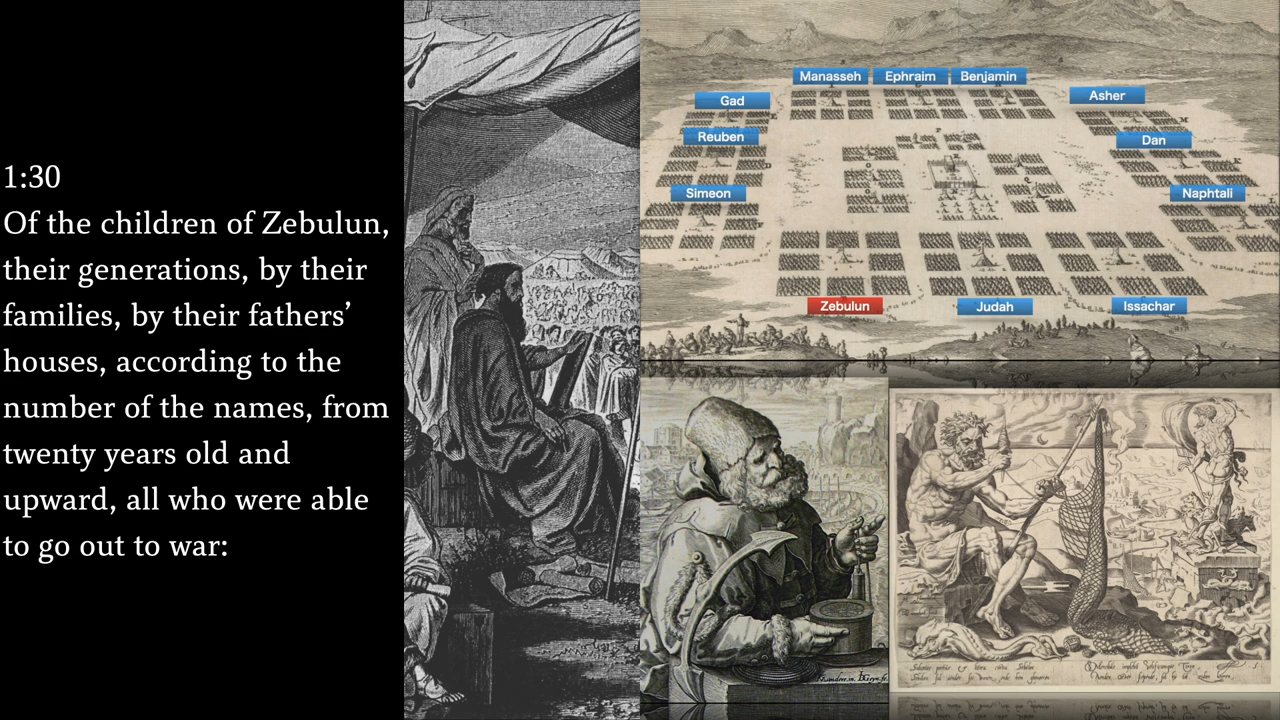 1:30
Of the children of Zebulun,
their generations, by their
families, by their fathers’
houses, according to the
number of the names, from
twenty years old and
upward, all who were able
to go out to war:
Manasseh
Ephraim
Benjamin
Gad
Asher
Reuben
Dan
Simeon
Naphtali
Zebulun
Judah
Issachar